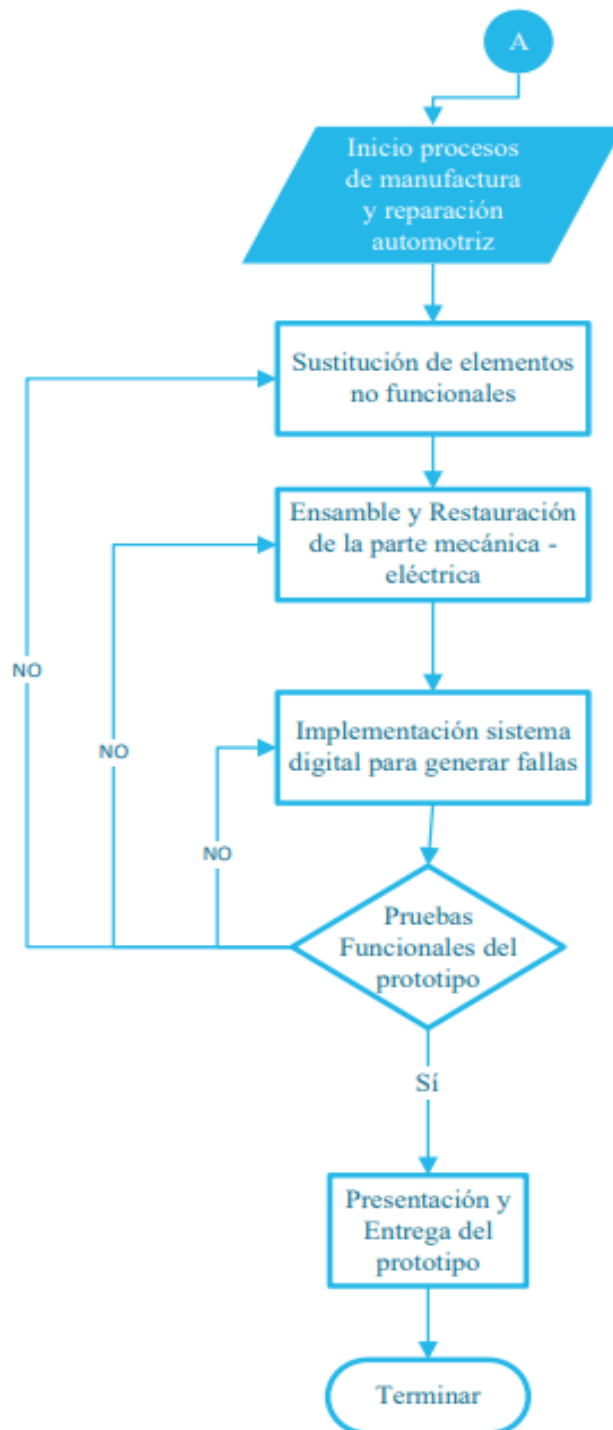 A
Inicio procesos
de manufactura
y reparación
automotriz
Sustitución de elementos
no funcionales
Ensamble y Restauración
de la parte mecánica -
eléctrica
NO
Implementación sistema
digital para generar fallas
NO
NO
Pruebas
Funcionales del
prototipo
Sí
Presentación y
Entrega del
prototipo
Terminar